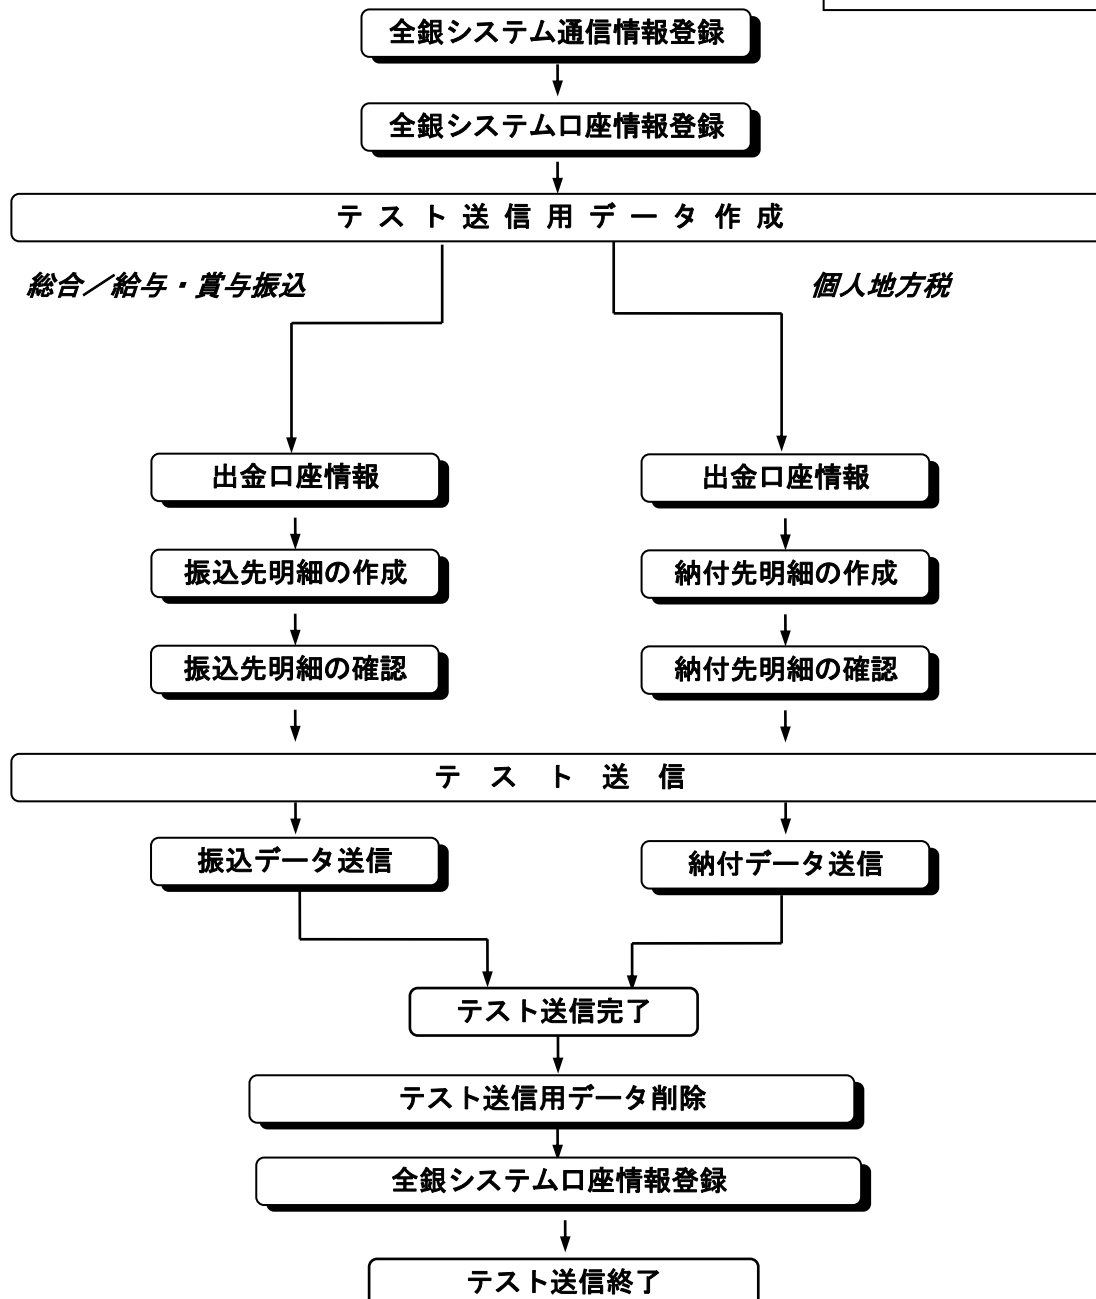 全銀システム通信情報登録
全銀システム口座情報登録
テスト送信用データ作成
総合／給与・賞与振込
個人地方税
出金口座情報
出金口座情報
振込先明細の作成
納付先明細の作成
振込先明細の確認
納付先明細の確認
テスト送信
振込データ送信
納付データ送信
テスト送信完了
テスト送信用データ削除
全銀システム口座情報登録
テスト送信終了